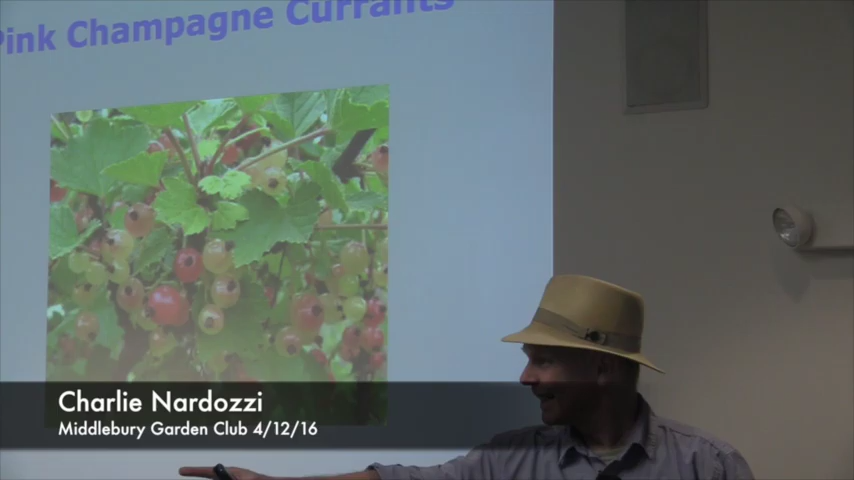 Pink Champagne Currants
Charlie Nardozzi
Middlebury Garden Club 4/12/16